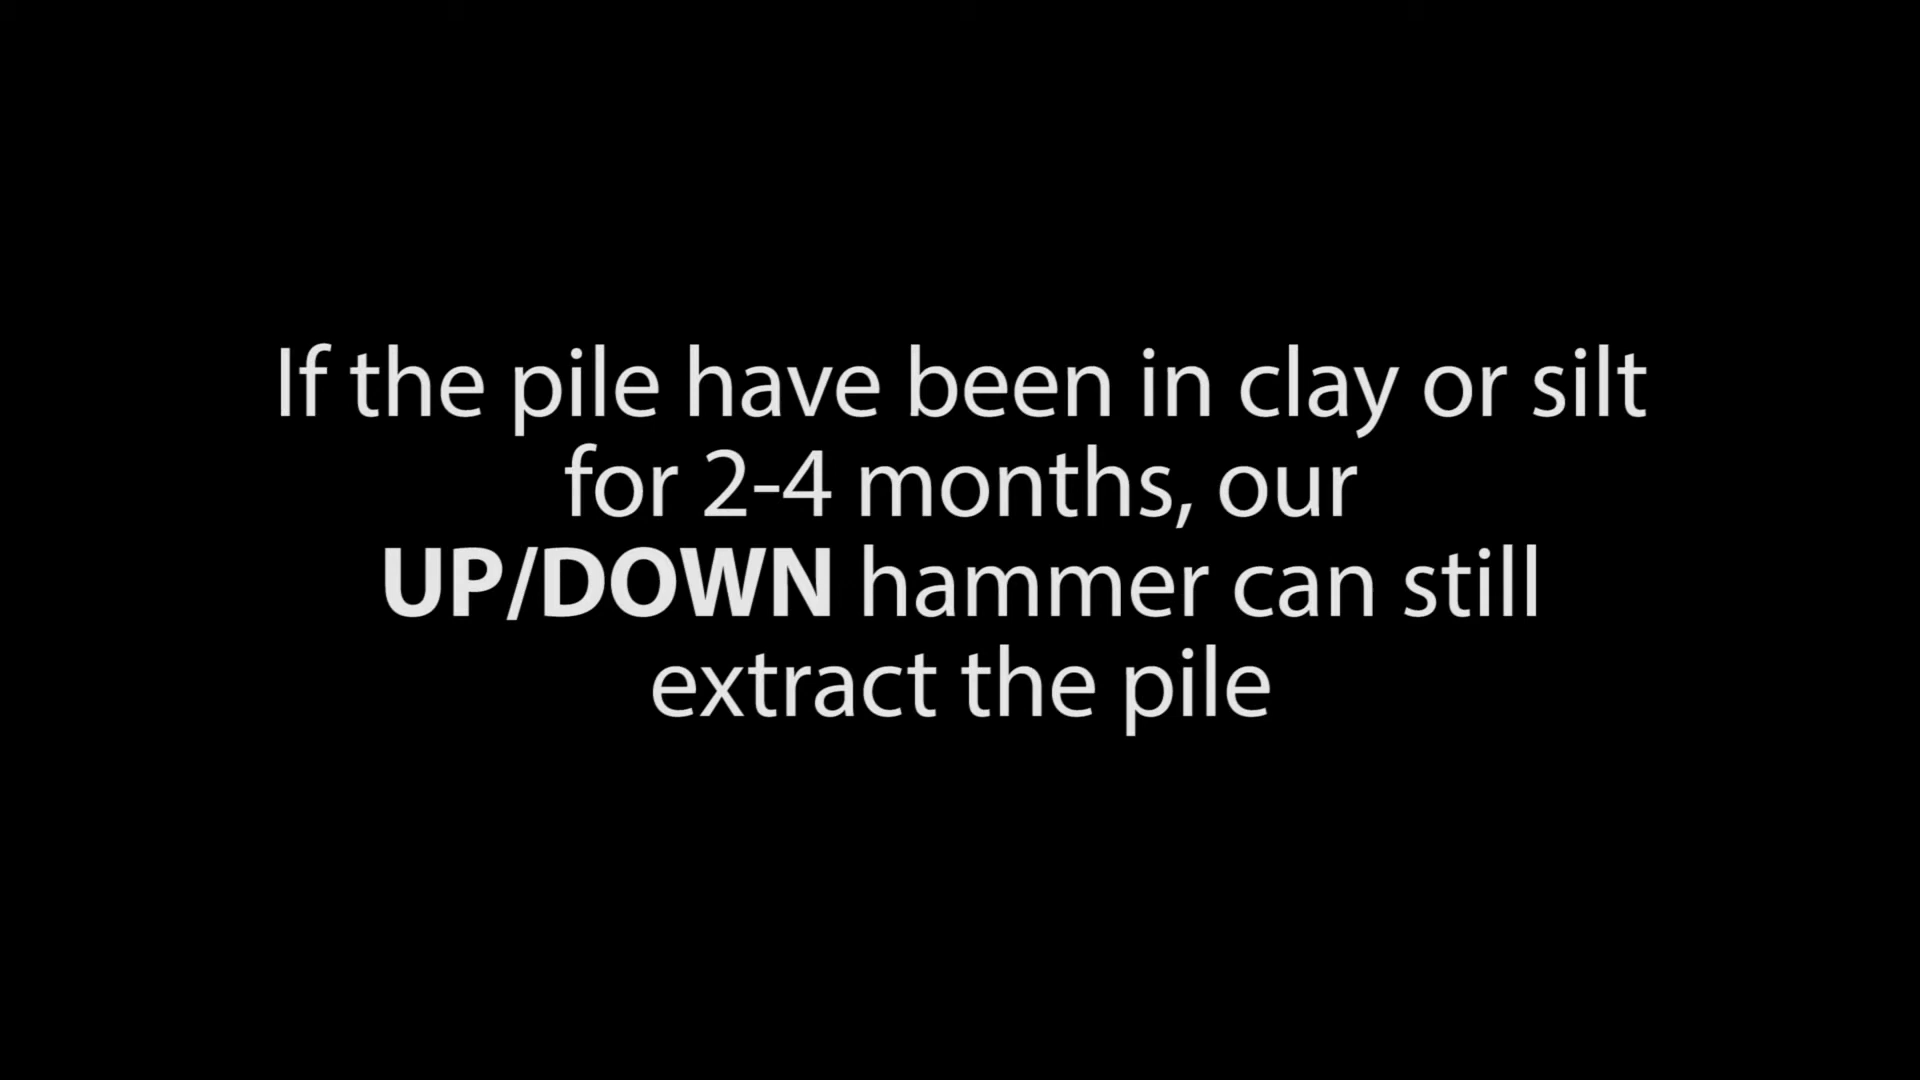 If the pile have been in clay or silt
for 2-4 months, our
UP/DOWN hammer can still
extract the pile